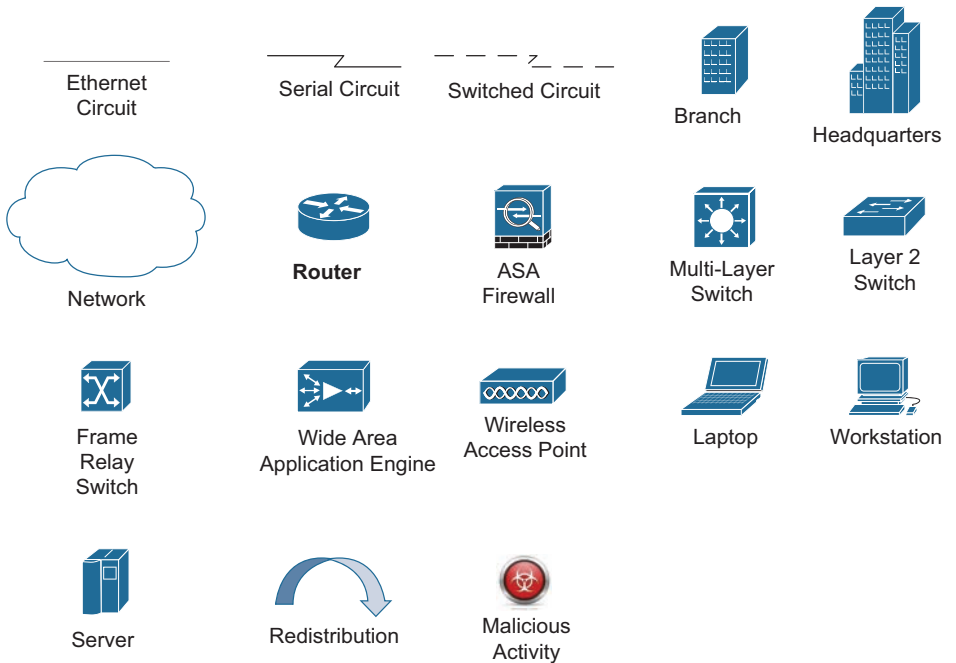 Ethernet
Circuit
Serial Circuit
Switched Circuit
Branch
Headquarters
Network
Router
ASA
Firewall
Multi-Layer
Switch
Layer 2
Switch
Frame
Relay
Switch
Wide Area
Application Engine
Wireless
Access Point
Laptop
Workstation
Server
Redistribution
Malicious
Activity